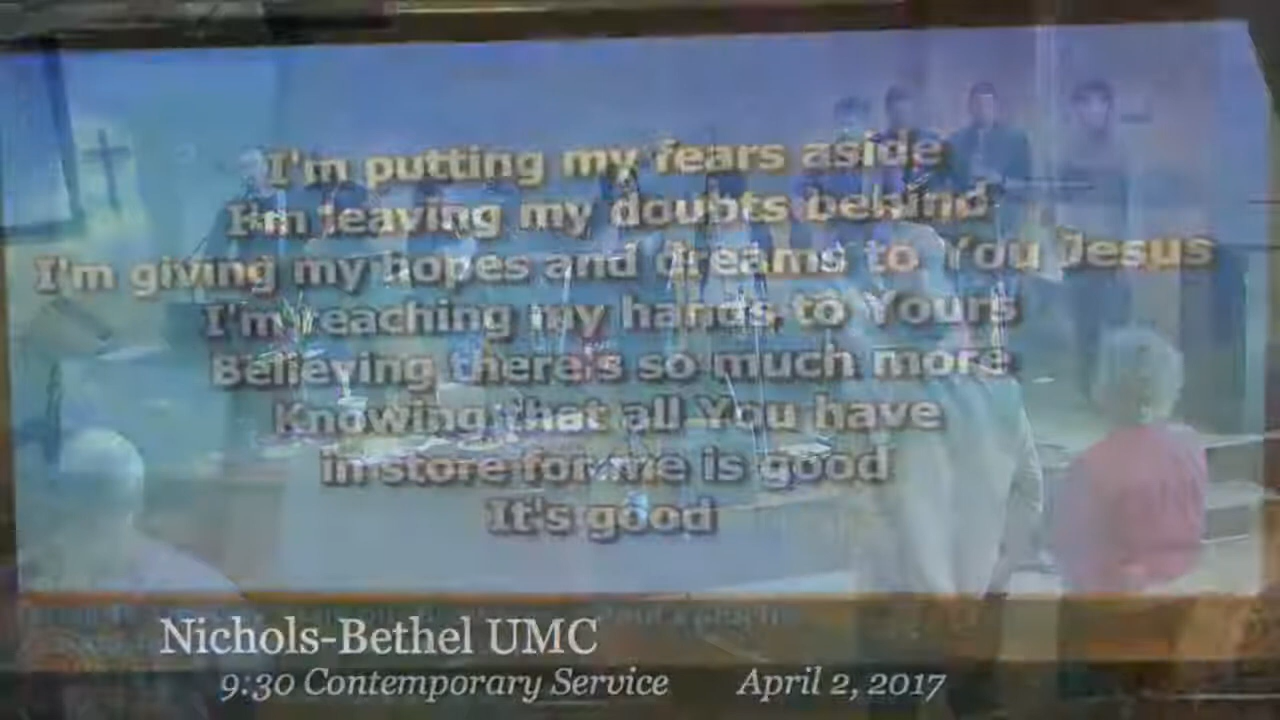 I'm putting my fears aside
I'm leaving my doubts behind
I'm giving my hopes and dreams to You Jesus
I'm reaching my hands to Yours
Believing there's so much more
Knowing that all You have
in store for me is good
It's good
Nichols-Bethel UMC
9:30 Contemporary Service April 2, 2017